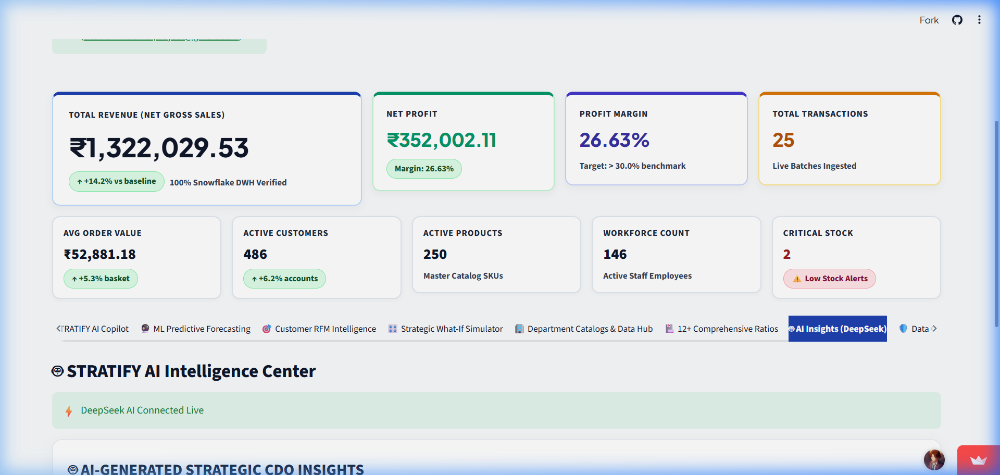 Fork
TOTAL REVENUE (NET GROSS SALES)
₹1,322,029.53
↑ +14.2% vs baseline 100% Snowflake DWH Verified
NET PROFIT
₹352,002.11
Margin: 26.63%
PROFIT MARGIN
26.63%
Target: > 30.0% benchmark
TOTAL TRANSACTIONS
25
Live Batches Ingested
AVG ORDER VALUE
₹52,881.18
↑ +5.3% basket
ACTIVE CUSTOMERS
486
↑ +6.2% accounts
ACTIVE PRODUCTS
250
Master Catalog SKUs
WORKFORCE COUNT
146
Active Staff Employees
CRITICAL STOCK
2
⚠️ Low Stock Alerts
TRATIFY AI Copilot 🔮 ML Predictive Forecasting 🎯 Customer RFM Intelligence 🎛️ Strategic What-If Simulator 🏢 Department Catalogs & Data Hub 12+ Comprehensive Ratios AI Insights (DeepSeek) 🛡️ Data
STRATIFY AI Intelligence Center
⚡ DeepSeek AI Connected Live
AI-GENERATED STRATEGIC CDO INSIGHTS